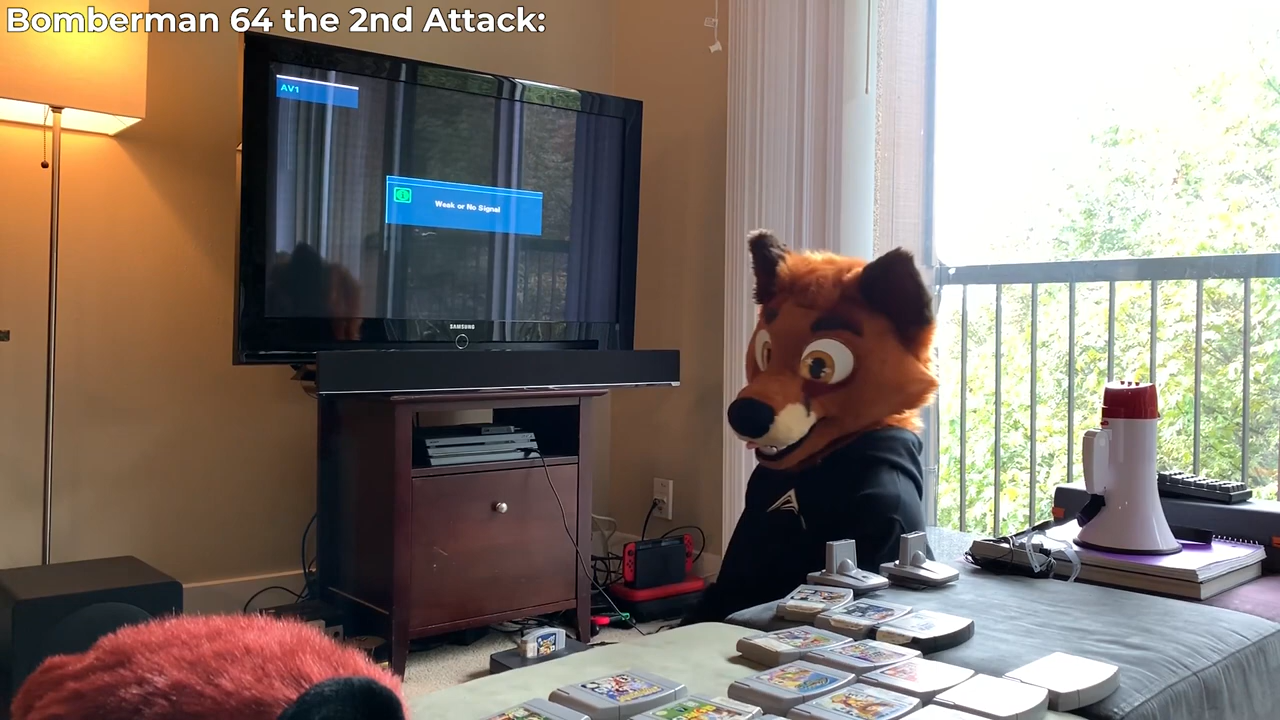 Bomberman 64 the 2nd Attack:
AV1
Weak or No Signal
SAMSUNG